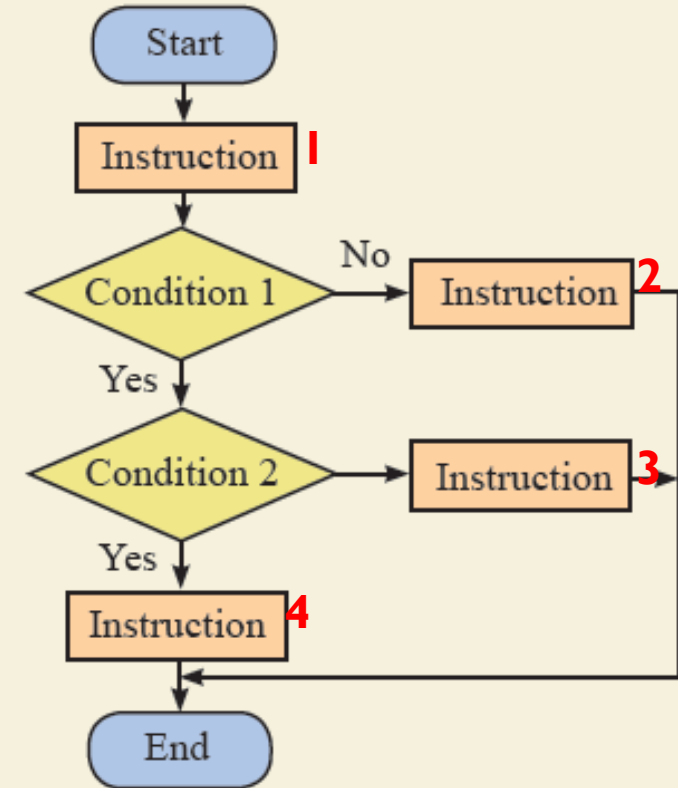 Start
Instruction 1
No
Condition 1
Instruction 2
Yes
Condition 2
Instruction 3
Yes
Instruction 4
End